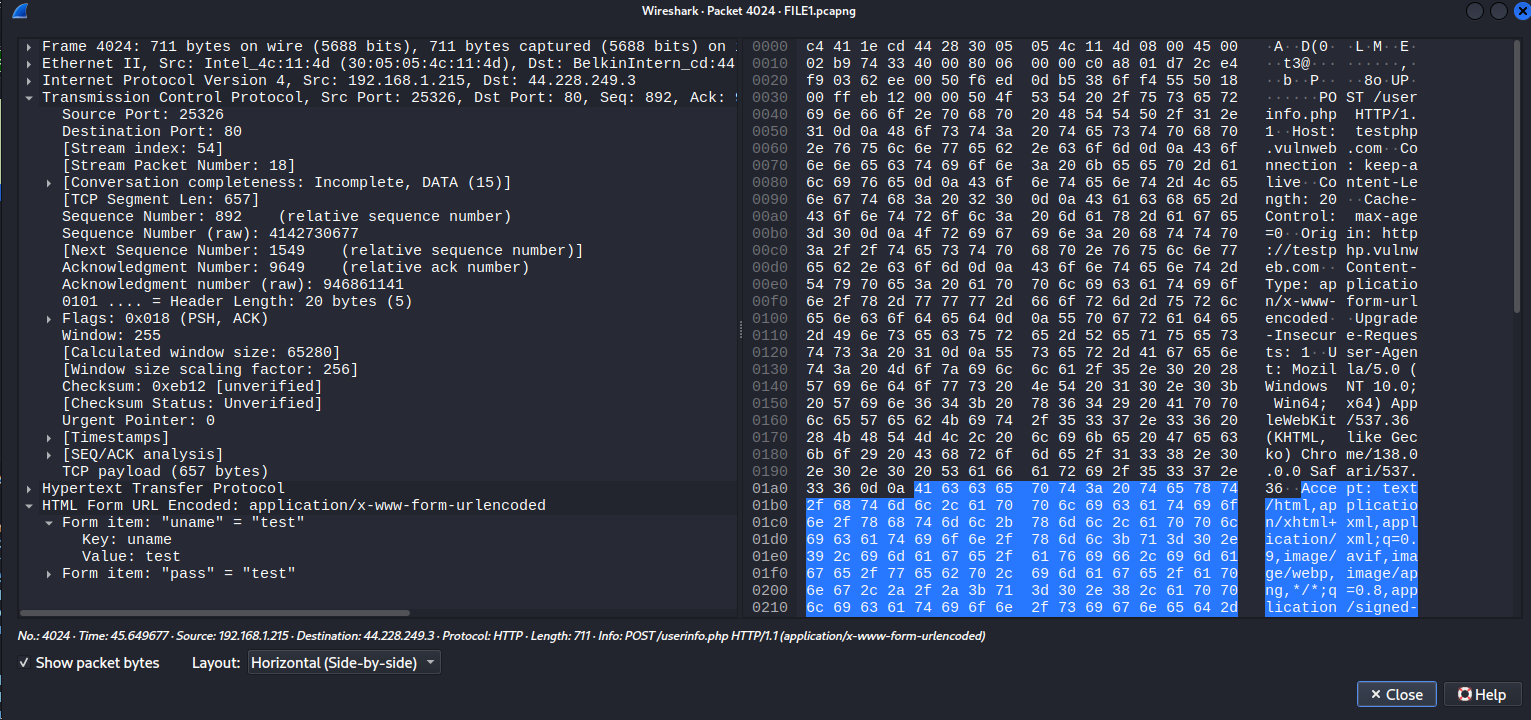 Wireshark · Packet 4024 · FILE1.pcapng
Frame 4024: 711 bytes on wire (5688 bits), 711 bytes captured (5688 bits) on
Ethernet II, Src: Intel_4c:11:4d (30:05:05:4c:11:4d), Dst: BelkinIntern_cd:44
Internet Protocol Version 4, Src: 192.168.1.215, Dst: 44.228.249.3
Transmission Control Protocol, Src Port: 25326, Dst Port: 80, Seq: 892, Ack:
Source Port: 25326
Destination Port: 80
[Stream index: 54]
[Stream Packet Number: 18]
[Conversation completeness: Incomplete, DATA (15)]
[TCP Segment Len: 657]
Sequence Number: 892    (relative sequence number)
Sequence Number (raw): 4142730677
[Next Sequence Number: 1549    (relative sequence number)]
Acknowledgment Number: 9649    (relative ack number)
Acknowledgment number (raw): 946861141
0101 .... = Header Length: 20 bytes (5)
Flags: 0x018 (PSH, ACK)
Window: 255
[Calculated window size: 65280]
[Window size scaling factor: 256]
Checksum: 0xeb12 [unverified]
[Checksum Status: Unverified]
Urgent Pointer: 0
[Timestamps]
[SEQ/ACK analysis]
TCP payload (657 bytes)
Hypertext Transfer Protocol
HTML Form URL Encoded: application/x-www-form-urlencoded
Form item: "uname" = "test"
Key: uname
Value: test
Form item: "pass" = "test"
0000 c4 41 1e cd 44 28 30 05 05 4c 11 4d 08 00 45 00 ·A··D(0··L·M··E·
0010 02 b9 74 33 40 00 80 06 00 00 c0 a8 01 d7 2c e4 ··t3@·········,·
0020 f9 03 62 ee 00 50 f6 ed 0d b5 38 6f f4 55 50 18 ··b··P····8o·UP·
0030 00 ff eb 12 00 00 50 4f 53 54 20 2f 75 73 65 72 ······PO ST /user
0040 69 6e 66 6f 2e 70 68 70 20 48 54 54 50 2f 31 2e info.php HTTP/1.
0050 31 0d 0a 48 6f 73 74 3a 20 74 65 73 74 70 68 70 1··Host: testphp
0060 2e 76 75 6c 6e 77 65 62 2e 63 6f 6d 0d 0a 43 6f .vulnweb .com··Co
0070 6e 6e 65 63 74 69 6f 6e 3a 20 6b 65 65 70 2d 61 nnection : keep-a
0080 6c 69 76 65 0d 0a 43 6f 6e 74 65 6e 74 2d 4c 65 live··Co ntent-Le
0090 6e 67 74 68 3a 20 32 30 0d 0a 43 61 63 68 65 2d ngth: 20 ··Cache-
00a0 43 6f 6e 74 72 6f 6c 3a 20 6d 61 78 2d 61 67 65 Control: max-age
00b0 3d 30 0d 0a 4f 72 69 67 69 6e 3a 20 68 74 74 70 =0··Orig in: http
00c0 3a 2f 2f 74 65 73 74 70 68 70 2e 76 75 6c 6e 77 ://testp hp.vulnw
00d0 65 62 2e 63 6f 6d 0d 0a 43 6f 6e 74 65 6e 74 2d eb.com·· Content-
00e0 54 79 70 65 3a 20 61 70 70 6c 69 63 61 74 69 6f Type: ap plicatio
00f0 6e 2f 78 2d 77 77 77 2d 66 6f 72 6d 2d 75 72 6c n/x-www- form-url
0100 65 6e 63 6f 64 65 64 0d 0a 55 70 67 72 61 64 65 encoded· ·Upgrade
0110 2d 49 6e 73 65 63 75 72 65 2d 52 65 71 75 65 73 -Insecur e-Reques
0120 74 73 3a 20 31 0d 0a 55 73 65 72 2d 41 67 65 6e ts: 1··U ser-Agen
0130 74 3a 20 4d 6f 7a 69 6c 6c 61 2f 35 2e 30 20 28 t: Mozil la/5.0 (
0140 57 69 6e 64 6f 77 73 20 4e 54 20 31 30 2e 30 3b Windows NT 10.0;
0150 20 57 69 6e 36 34 3b 20 78 36 34 29 20 41 70 70 Win64; x64) App
0160 6c 65 57 65 62 4b 69 74 2f 35 33 37 2e 33 36 20 leWebKit /537.36
0170 28 4b 48 54 4d 4c 2c 20 6c 69 6b 65 20 47 65 63 (KHTML, like Gec
0180 6b 6f 29 20 43 68 72 6f 6d 65 2f 31 33 38 2e 30 ko) Chro me/138.0
0190 2e 30 2e 30 20 53 61 66 61 72 69 2f 35 33 37 2e .0.0 Saf ari/537.
01a0 33 36 0d 0a 41 63 63 65 70 74 3a 20 74 65 78 74 36··Acce pt: text
01b0 2f 68 74 6d 6c 2c 61 70 70 6c 69 63 61 74 69 6f /html,ap plicatio
01c0 6e 2f 78 68 74 6d 6c 2b 78 6d 6c 2c 61 70 70 6c n/xhtml+ xml,appl
01d0 69 63 61 74 69 6f 6e 2f 78 6d 6c 3b 71 3d 30 2e ication/ xml;q=0.
01e0 39 2c 69 6d 61 67 65 2f 61 76 69 66 2c 69 6d 61 9,image/ avif,ima
01f0 67 65 2f 77 65 62 70 2c 69 6d 61 67 65 2f 61 70 ge/webp, image/ap
0200 6e 67 2c 2a 2f 2a 3b 71 3d 30 2e 38 2c 61 70 70 ng,*/*;q =0.8,app
0210 6c 69 63 61 74 69 6f 6e 2f 73 69 67 6e 65 64 2d lication /signed-
No.: 4024 · Time: 45.649677 · Source: 192.168.1.215 · Destination: 44.228.249.3 · Protocol: HTTP · Length: 711 · Info: POST /userinfo.php HTTP/1.1 (application/x-www-form-urlencoded)
Show packet bytes Layout: Horizontal (Side-by-side)
Close Help